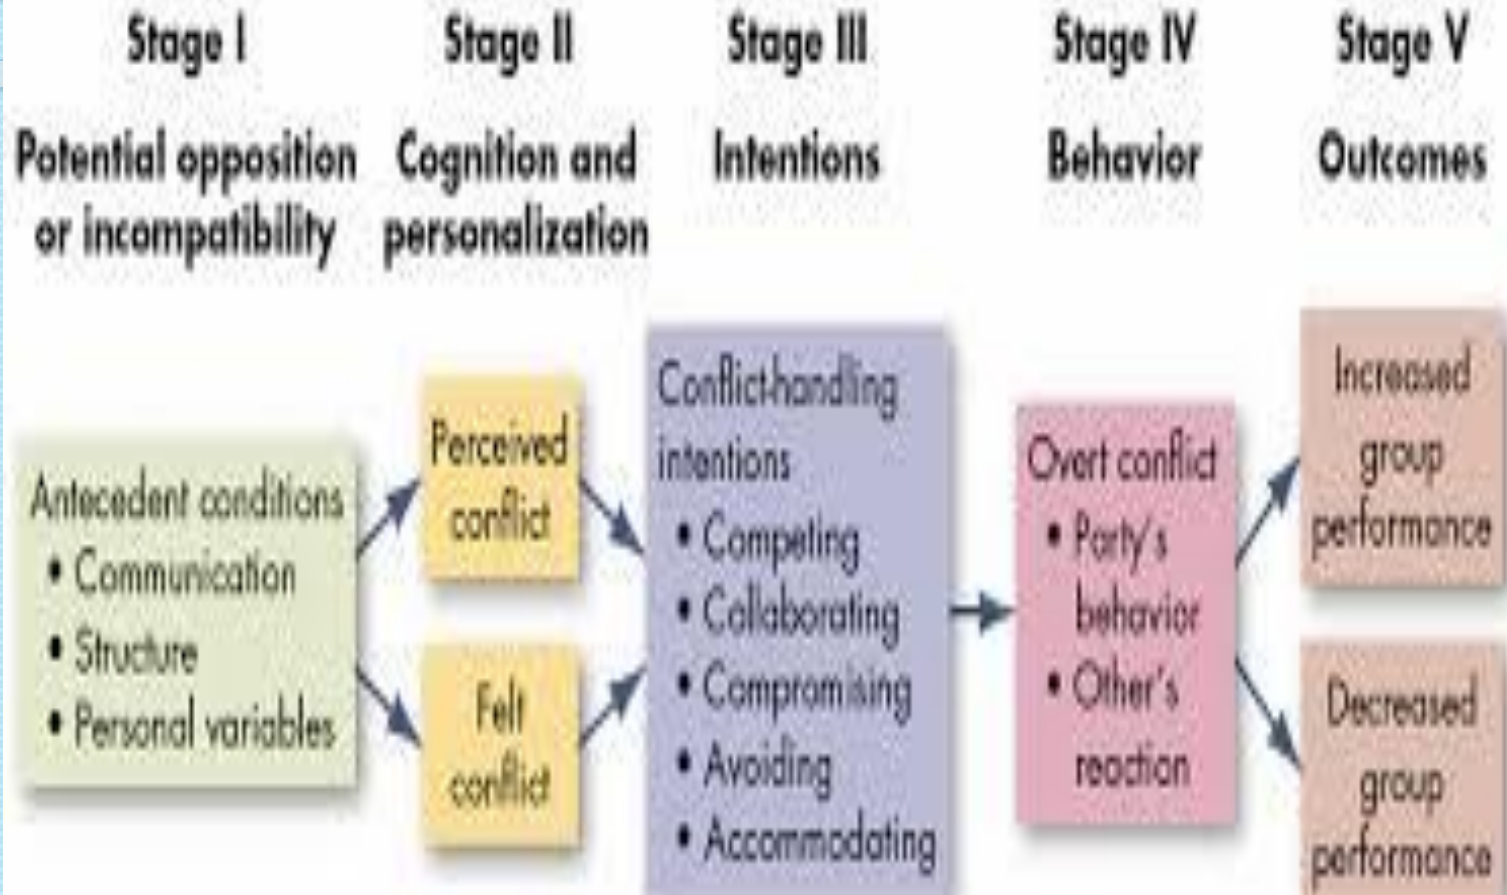 Stage I
Potential opposition
or incompatibility
Stage II
Cognition and
personalization
Stage III
Intentions
Stage IV
Behavior
Stage V
Outcomes
Antecedent conditions
• Communication
• Structure
• Personal variables
Perceived
conflict
Felt
conflict
Conflict-handling
intentions
• Competing
• Collaborating
• Compromising
• Avoiding
• Accommodating
Overt conflict
• Party's
behavior
• Other's
reaction
Increased
group
performance
Decreased
group
performance